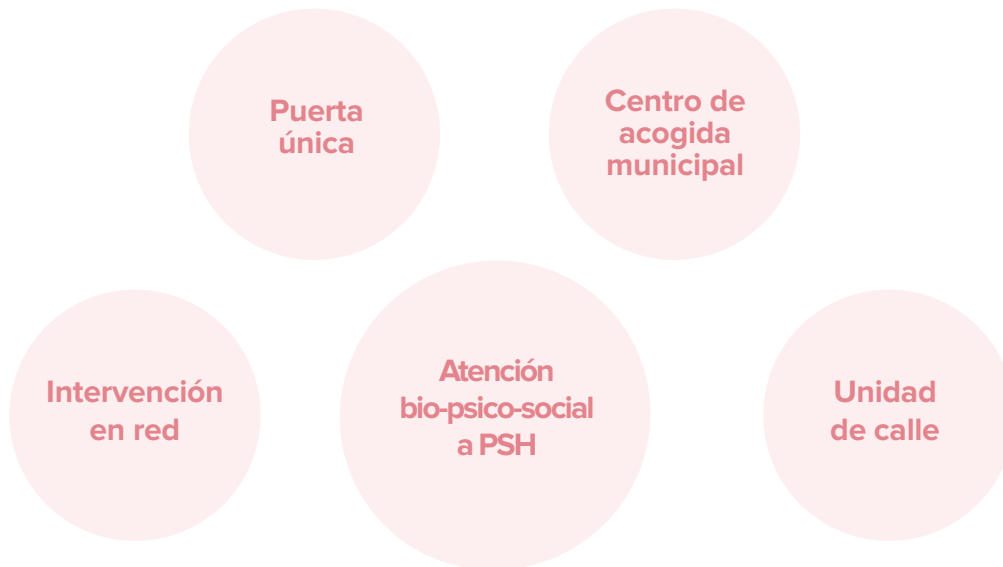 Puerta
única
Centro de
acogida
municipal
Intervención
en red
Atención
bio-psico-social
a PSH
Unidad
de calle